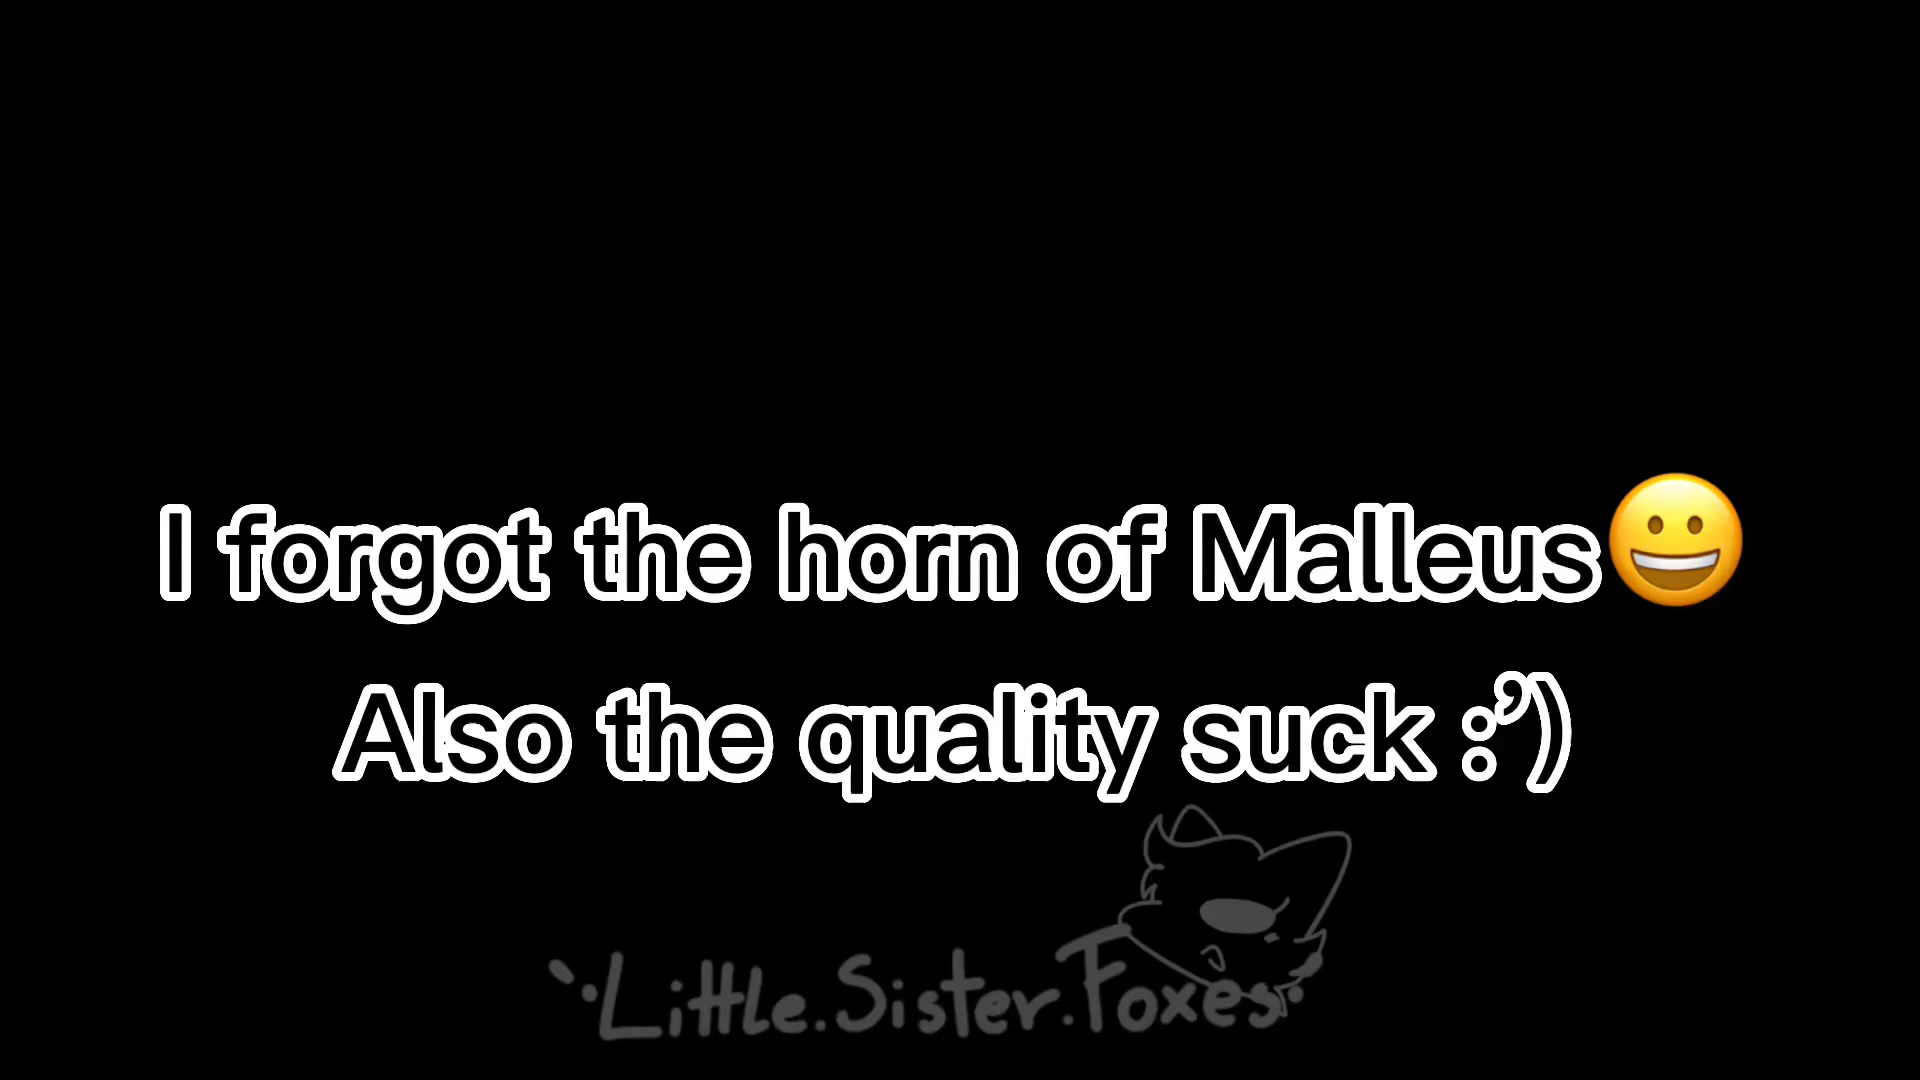 I forgot the horn of Malleus😀
Also the quality suck :’)
Little.Sister.Foxes